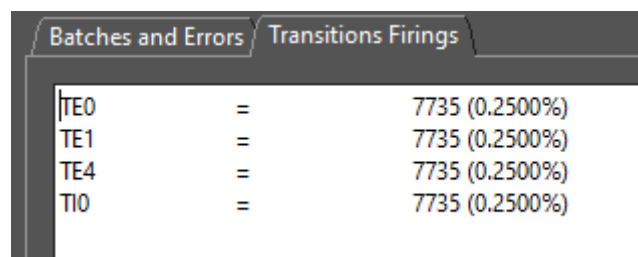 Batches and Errors Transitions Firings
TE0 = 7735 (0.2500%)
TE1 = 7735 (0.2500%)
TE4 = 7735 (0.2500%)
TI0 = 7735 (0.2500%)